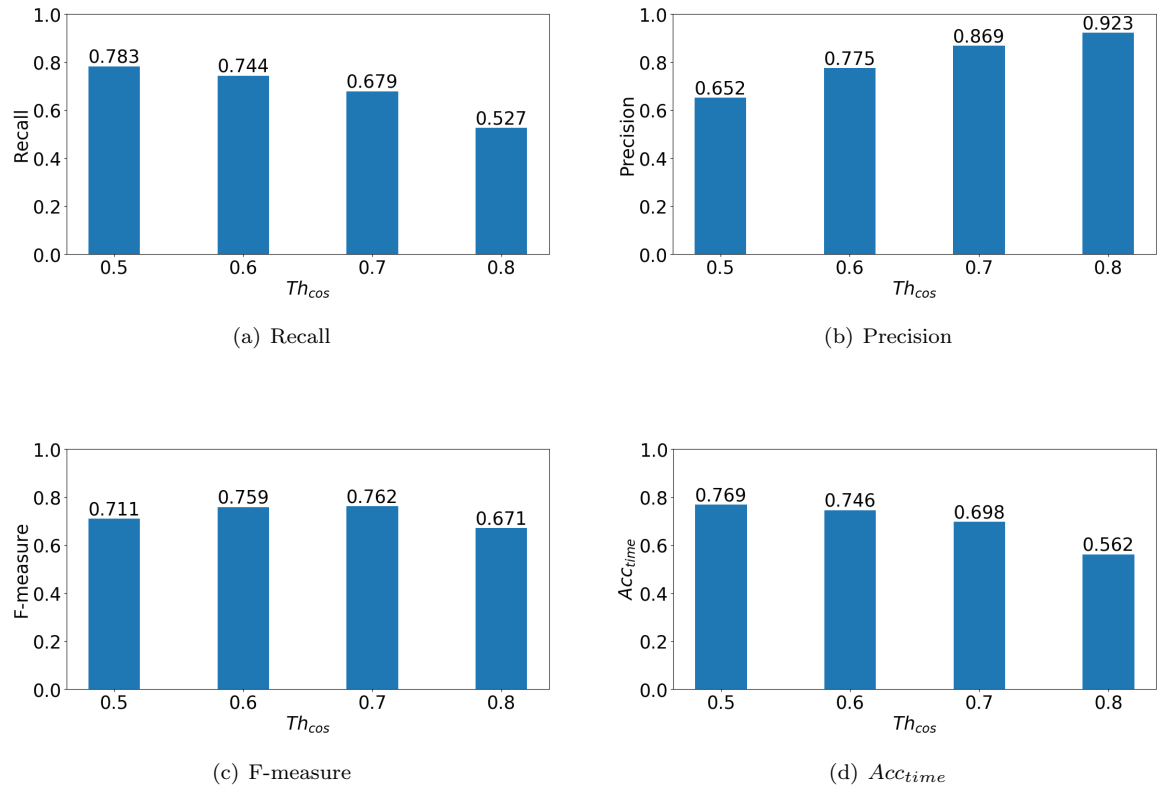 1.0
0.8
0.6
0.4
0.2
0.0
Recall
0.783
0.744
0.679
0.527
0.5 0.6 0.7 0.8
Th_cos
(a) Recall
1.0
0.8
0.6
0.4
0.2
0.0
Precision
0.652
0.775
0.869
0.923
0.5 0.6 0.7 0.8
Th_cos
(b) Precision
1.0
0.8
0.6
0.4
0.2
0.0
F-measure
0.711
0.759
0.762
0.671
0.5 0.6 0.7 0.8
Th_cos
(c) F-measure
1.0
0.8
0.6
0.4
0.2
0.0
Acc_time
0.769
0.746
0.698
0.562
0.5 0.6 0.7 0.8
Th_cos
(d) Acc_time